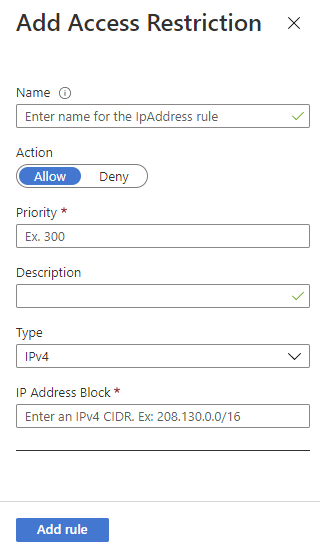 Add Access Restriction
Name
Enter name for the IpAddress rule
Action
Allow Deny
Priority *
Ex. 300
Description
Type
IPv4
IP Address Block *
Enter an IPv4 CIDR. Ex: 208.130.0.0/16
Add rule